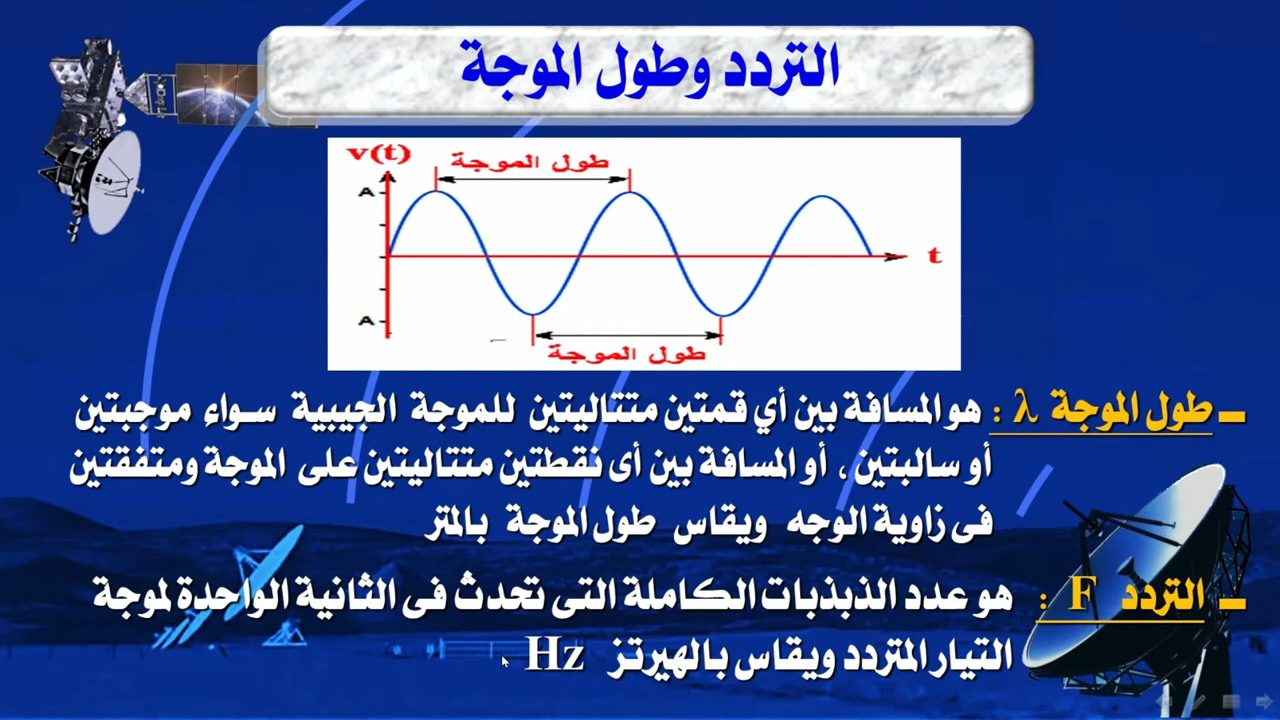 التردد وطول الموجة
v(t)
طول الموجة
A
A
t
A
طول الموجة
ـ طول الموجة λ : هو المسافة بين أي قمتين متتاليتين للموجة الجيبية سواء موجبتين
أو سالبتين ، أو المسافة بين أى نقطتين متتاليتين على الموجة ومتفقتين
فى زاوية الوجه ويقاس طول الموجة بالمتر
ـ التردد F : هو عدد الذبذبات الكاملة التى تحدث فى الثانية الواحدة لموجة
التيار المتردد ويقاس بالهيرتز Hz